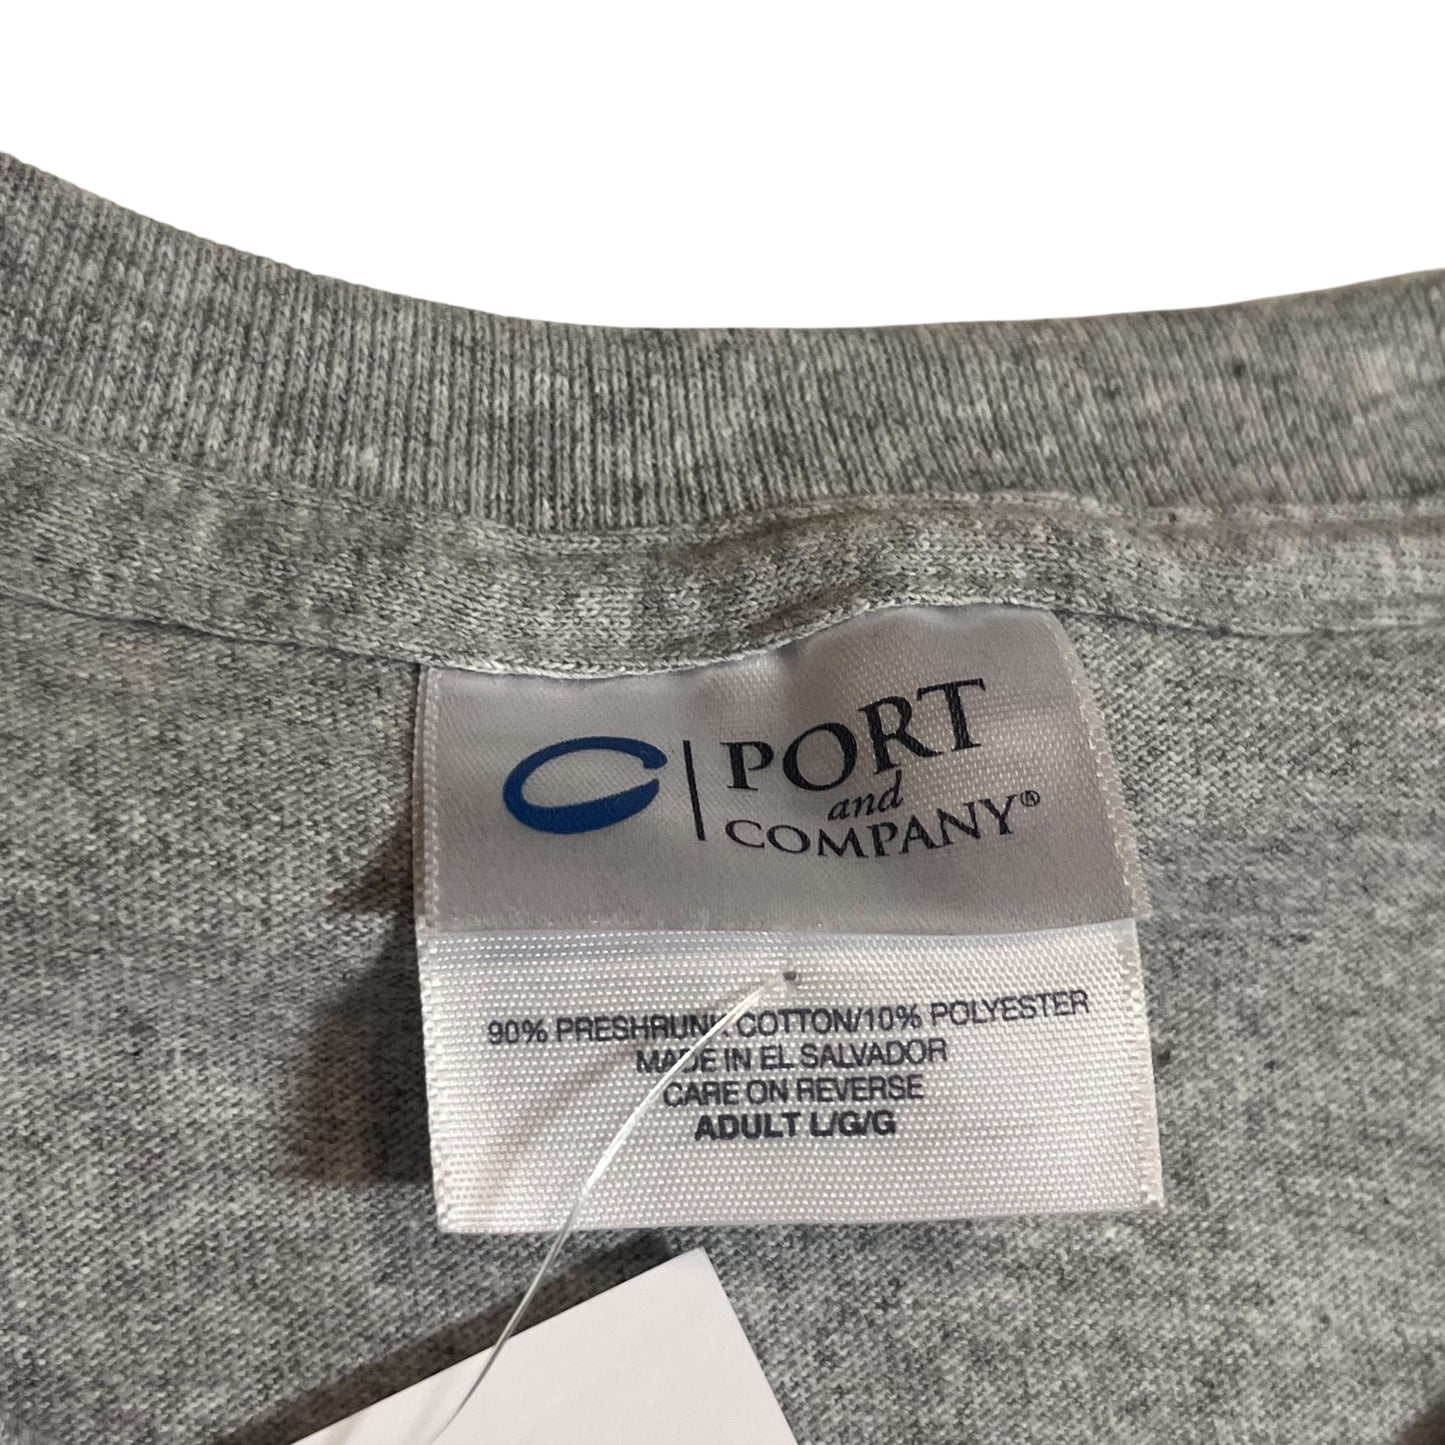 PORT
and
COMPANY®
90% PRESHRUNK COTTON/10% POLYESTER
MADE IN EL SALVADOR
CARE ON REVERSE
ADULT L/G/G